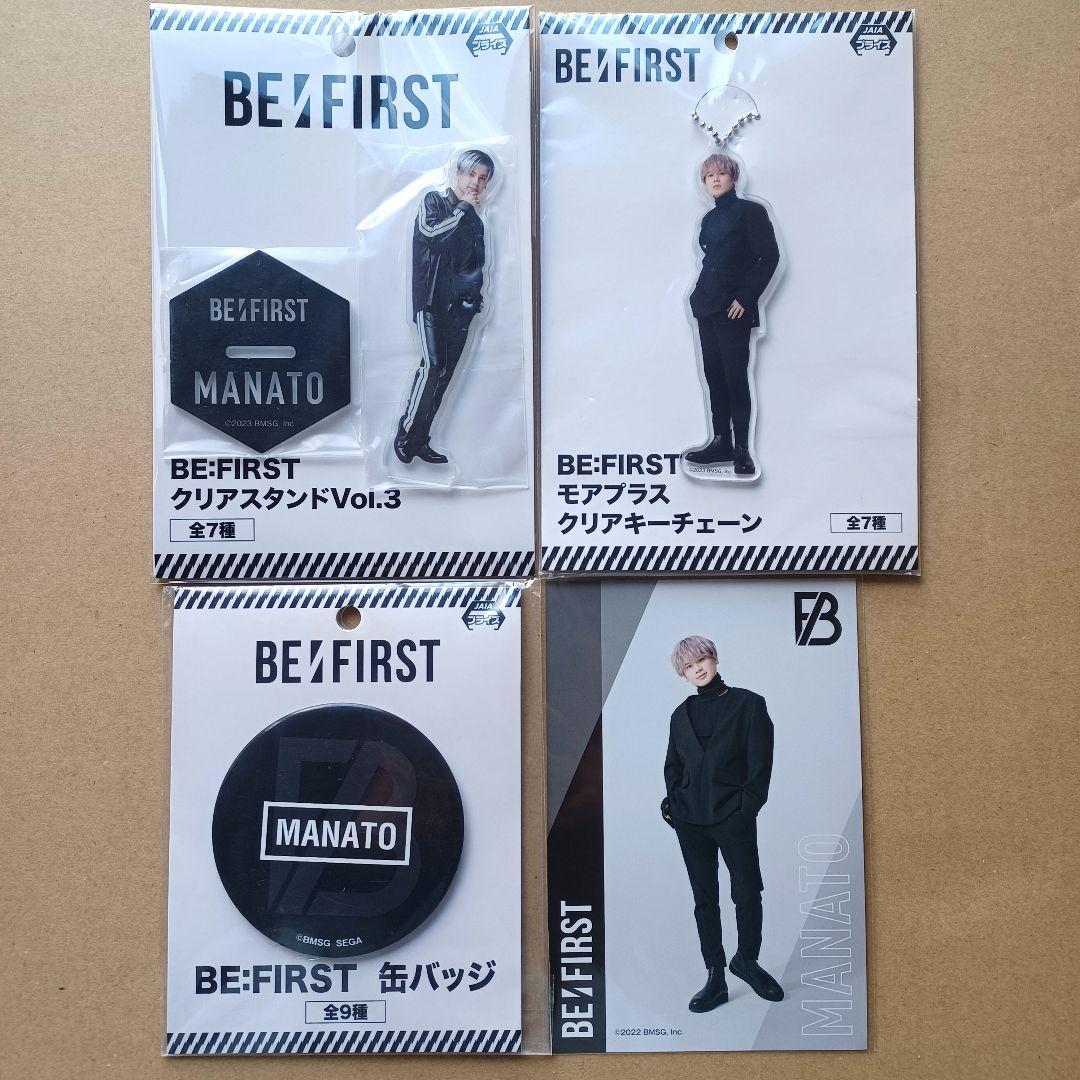 JAIA
プライズ
BE:FIRST
BE:FIRST
MANATO
©2023 BMSG, Inc.
BE:FIRST
クリアスタンドVol.3
全7種
JAIA
プライズ
BE:FIRST
©2023 BMSG, Inc.
BE:FIRST
モアプラス
クリアキーチェーン
全7種
JAIA
プライズ
BE:FIRST
MANATO
©BMSG SEGA
BE:FIRST 缶バッジ
全9種
BE:FIRST
MANATO
©2022 BMSG, Inc.